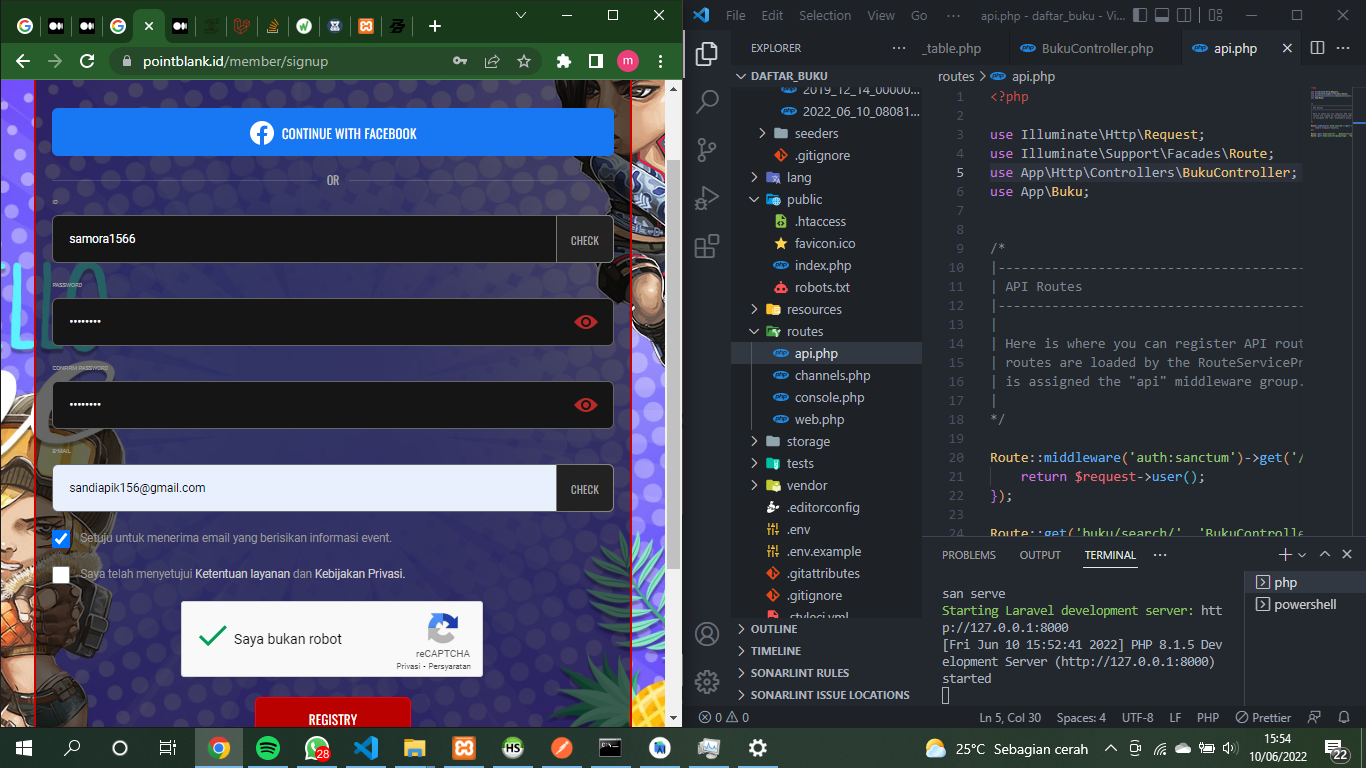 pointblank.id/member/signup
m
CONTINUE WITH FACEBOOK
OR
ID
samora1566
CHECK
PASSWORD
••••••••
CONFIRM PASSWORD
••••••••
EMAIL
sandiapik156@gmail.com
CHECK
Setuju untuk menerima email yang berisikan informasi event.
Saya telah menyetujui Ketentuan layanan dan Kebijakan Privasi.
Saya bukan robot
reCAPTCHA
Privasi - Persyaratan
REGISTRY
File Edit Selection View Go ··· api.php - daftar_buku - Vi...
EXPLORER ···
_table.php
BukuController.php
api.php
DAFTAR_BUKU
2019_12_14_00000...
2022_06_10_08081...
seeders
.gitignore
lang
public
.htaccess
favicon.ico
index.php
robots.txt
resources
routes
api.php
channels.php
console.php
web.php
storage
tests
vendor
.editorconfig
.env
.env.example
.gitattributes
.gitignore
.styleci.yml
OUTLINE
TIMELINE
SONARLINT RULES
SONARLINT ISSUE LOCATIONS
routes > api.php
1 <?php
2
3 use Illuminate\Http\Request;
4 use Illuminate\Support\Facades\Route;
5 use App\Http\Controllers\BukuController;
6 use App\Buku;
7
8
9 /*
10 |----------------------------------------
11 | API Routes
12 |----------------------------------------
13 |
14 | Here is where you can register API rout
15 | routes are loaded by the RouteServicePr
16 | is assigned the "api" middleware group.
17 |
18 */
19
20 Route::middleware('auth:sanctum')->get('/
21 return $request->user();
22 });
23
24 Route::get('buku/search/' 'BukuControlle
PROBLEMS OUTPUT TERMINAL ···
san serve
Starting Laravel development server: htt
p://127.0.0.1:8000
[Fri Jun 10 15:52:41 2022] PHP 8.1.5 Dev
elopment Server (http://127.0.0.1:8000)
started
php
powershell
0 0
Ln 5, Col 30 Spaces: 4 UTF-8 LF PHP Prettier
28
HS
25°C Sebagian cerah
15:54
10/06/2022
22